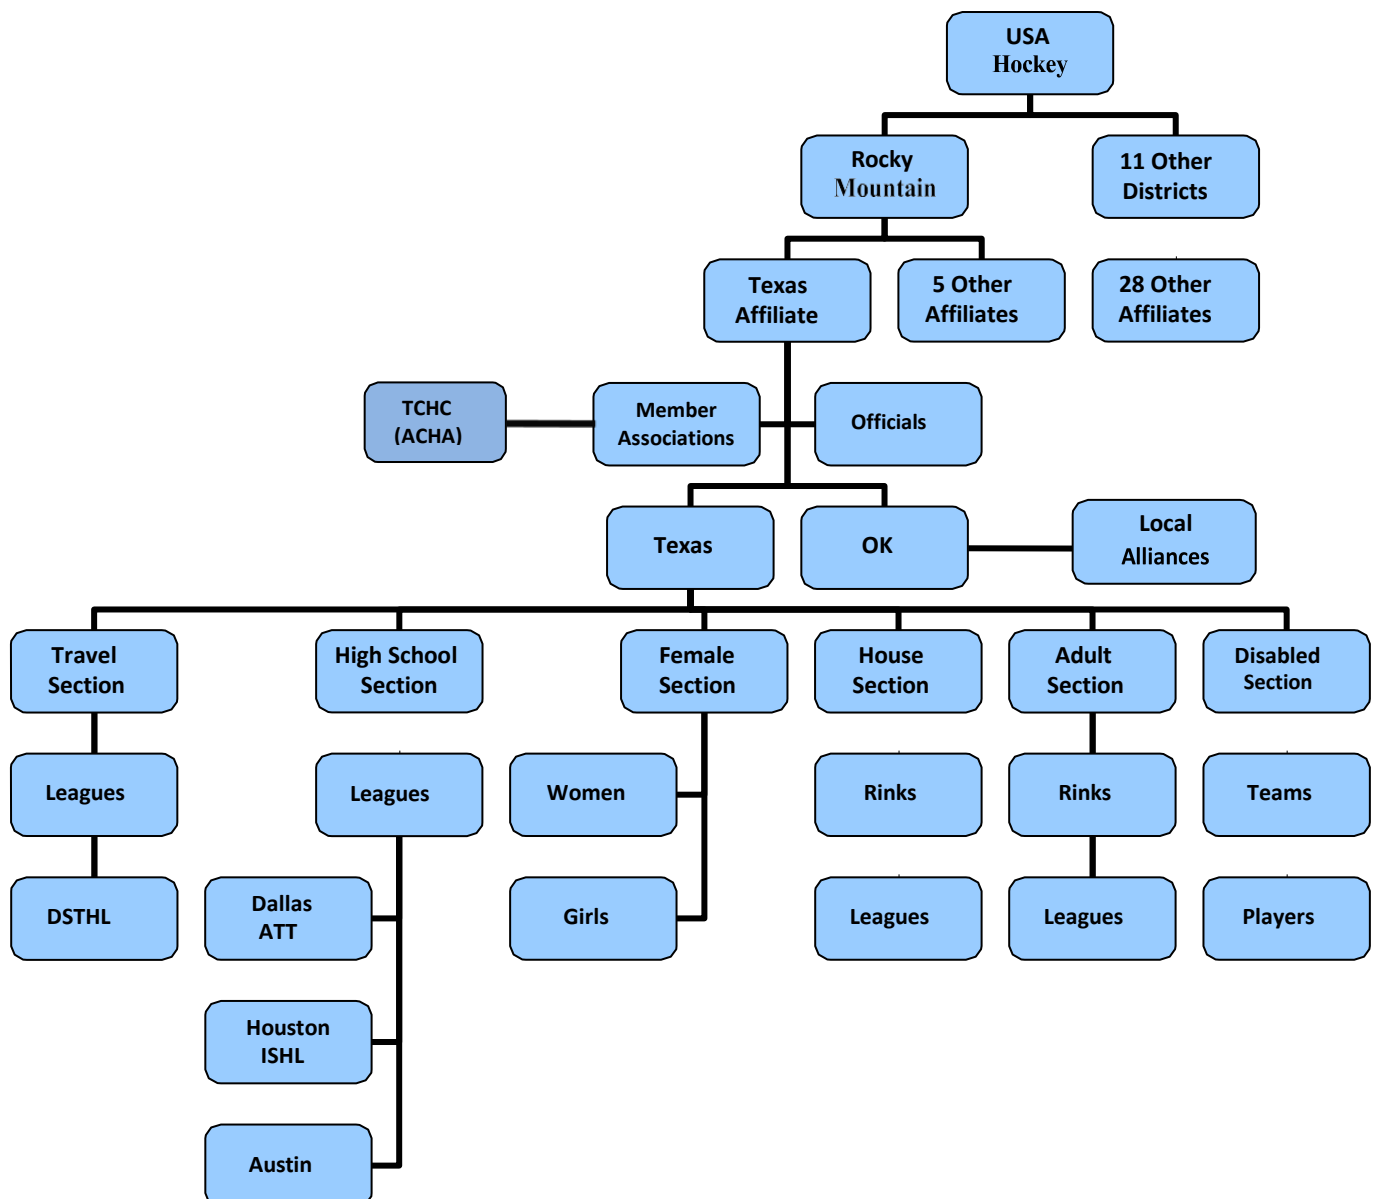 USA
Hockey
Rocky
Mountain
11 Other
Districts
Texas
Affiliate
5 Other
Affiliates
28 Other
Affiliates
TCHC
(ACHA)
Member
Associations
Officials
Texas
OK
Local
Alliances
Travel
Section
High School
Section
Female
Section
House
Section
Adult
Section
Disabled
Section
Leagues
Leagues
Women
Rinks
Rinks
Teams
DSTHL
Dallas
ATT
Girls
Leagues
Leagues
Players
Houston
ISHL
Austin